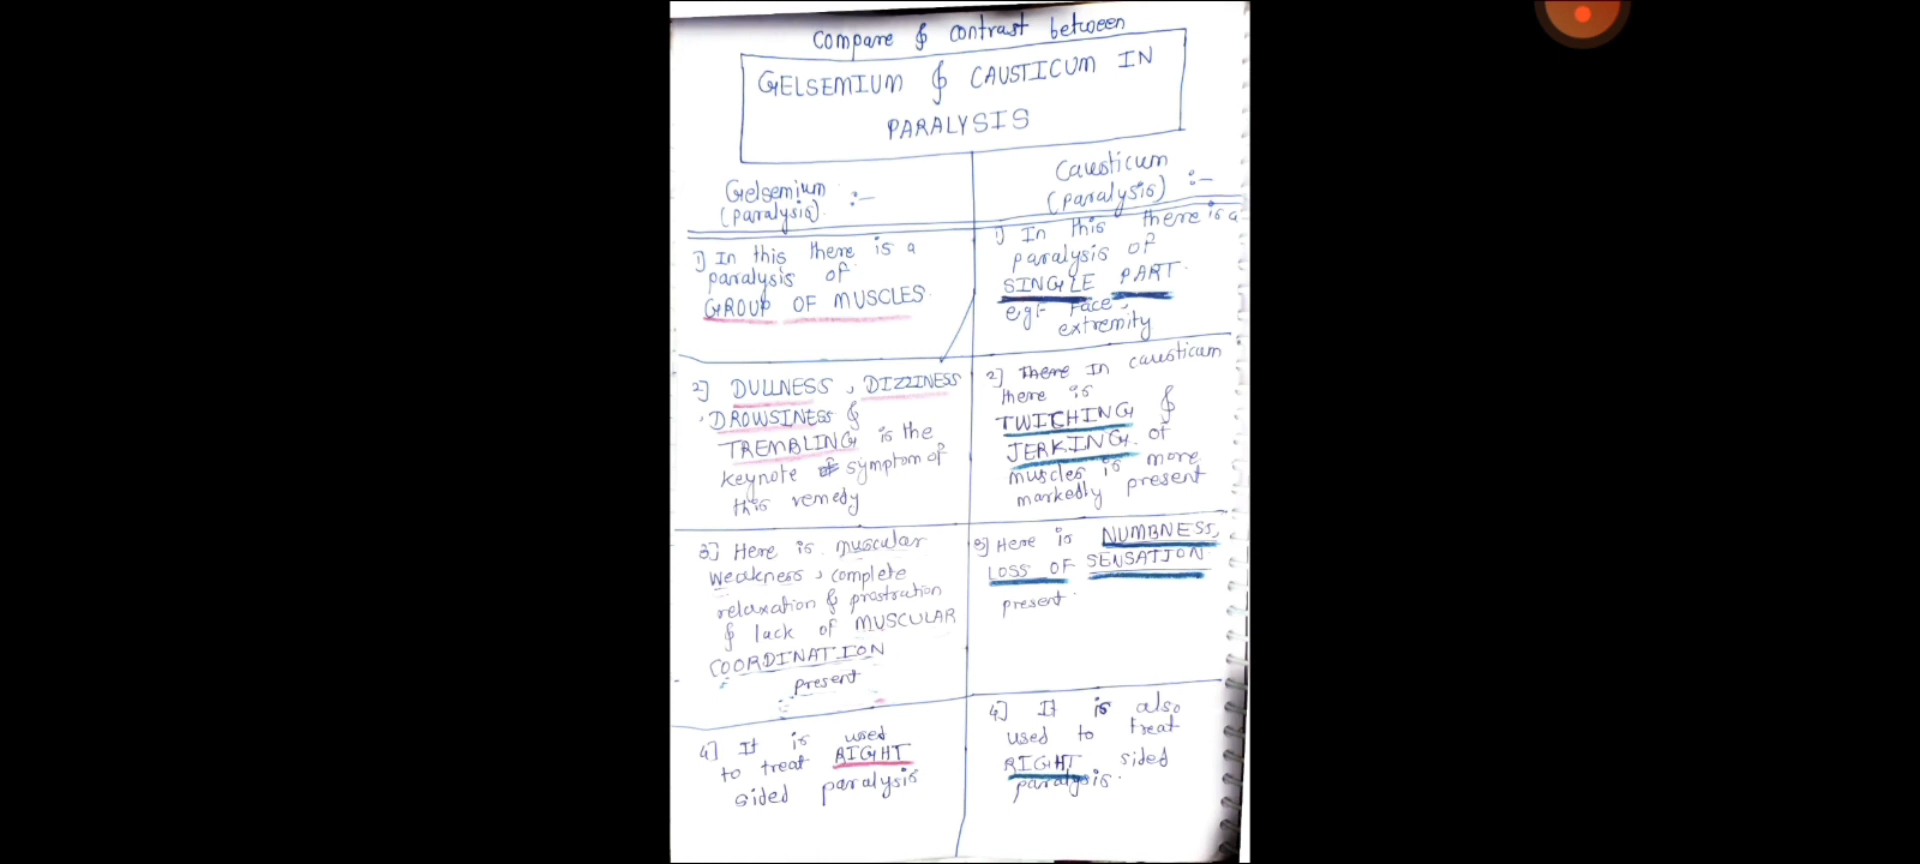 Compare & contrast between
GELSEMIUM & CAUSTICUM IN
PARALYSIS
Gelsemium :-
(paralysis)
1] In this there is a
paralysis of
GROUP OF MUSCLES
2] DULLNESS, DIZZINESS
, DROWSINESS &
TREMBLING is the
keynote of symptom of
this remedy
3] Here is muscular
weakness, complete
relaxation & prostration
& lack of MUSCULAR
COORDINATION
present
4] It is used
to treat RIGHT
sided paralysis
Causticum
(paralysis) :-
1) In this there is a
paralysis of
SINGLE PART.
eg:- Face,
extremity
2] There In causticum
there is
TWITCHING &
JERKING of
muscles is more
markedly present
3] Here is NUMBNESS,
LOSS OF SENSATION
present.
4] It is also
used to treat
RIGHT sided
paralysis.